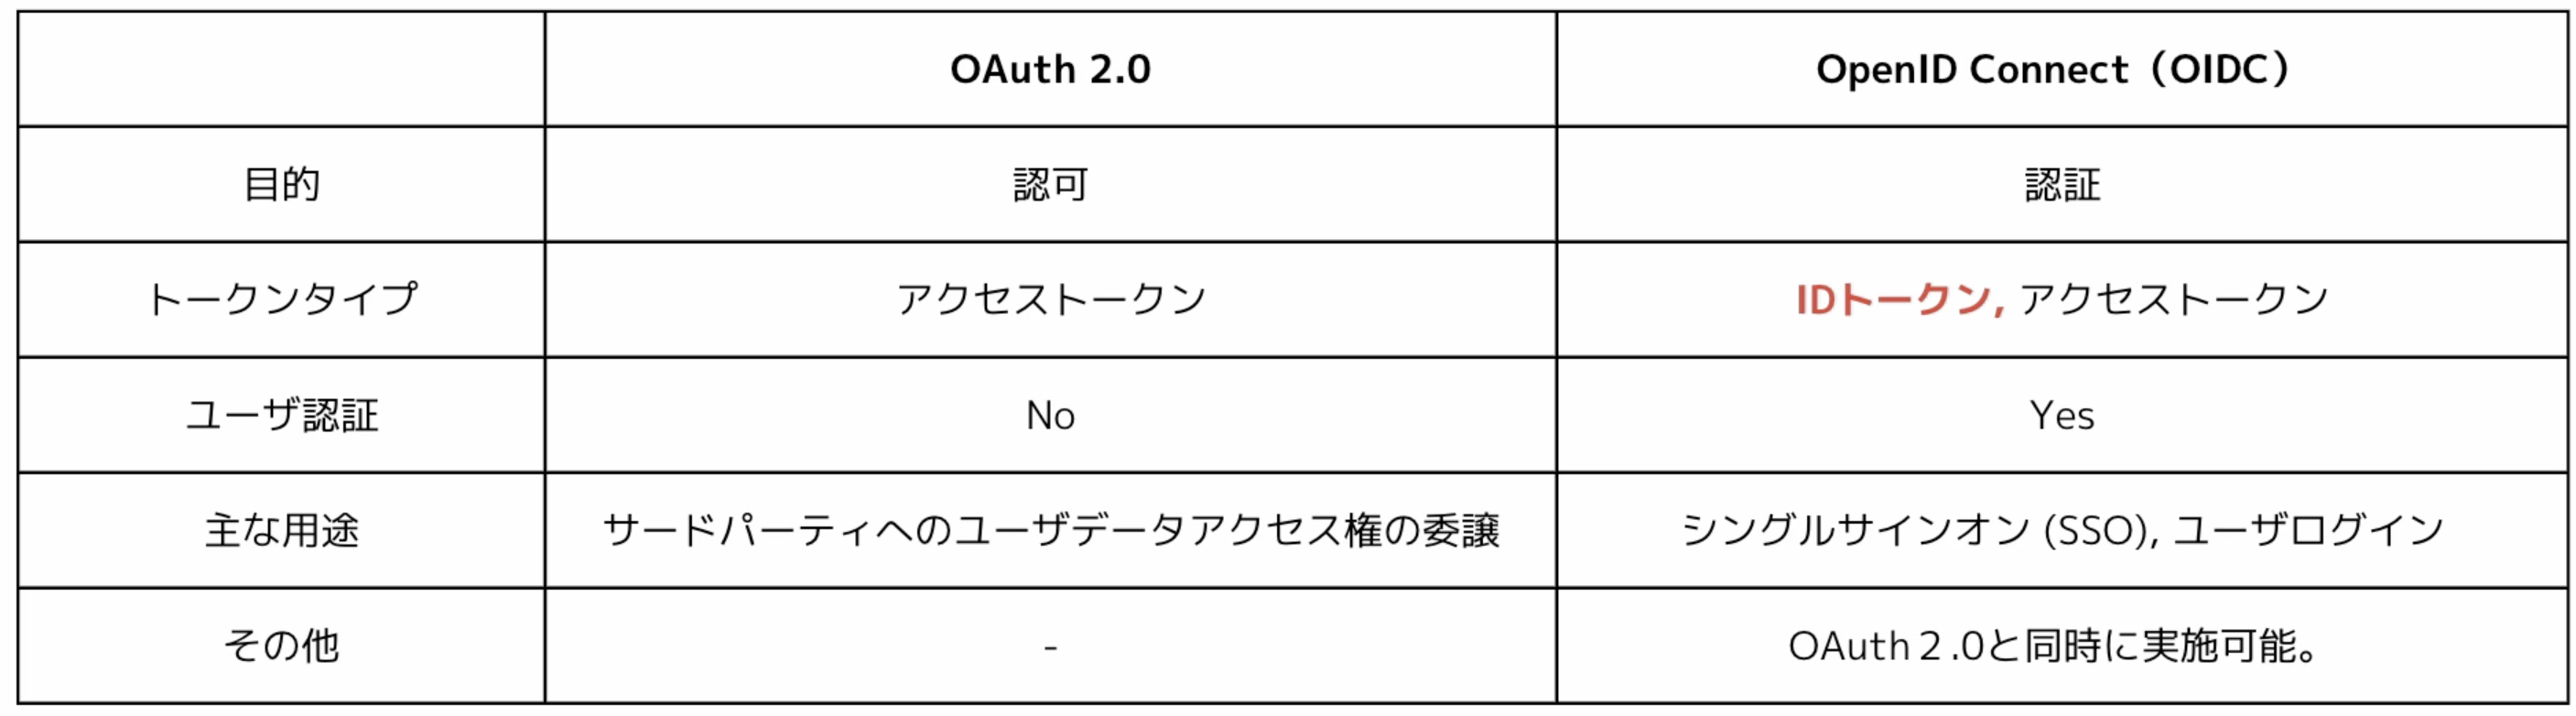 OAuth 2.0 OpenID Connect（OIDC）
目的 認可 認証
トークンタイプ アクセストークン IDトークン, アクセストークン
ユーザ認証 No Yes
主な用途 サードパーティへのユーザデータアクセス権の委譲 シングルサインオン (SSO), ユーザログイン
その他 - OAuth２.0と同時に実施可能。